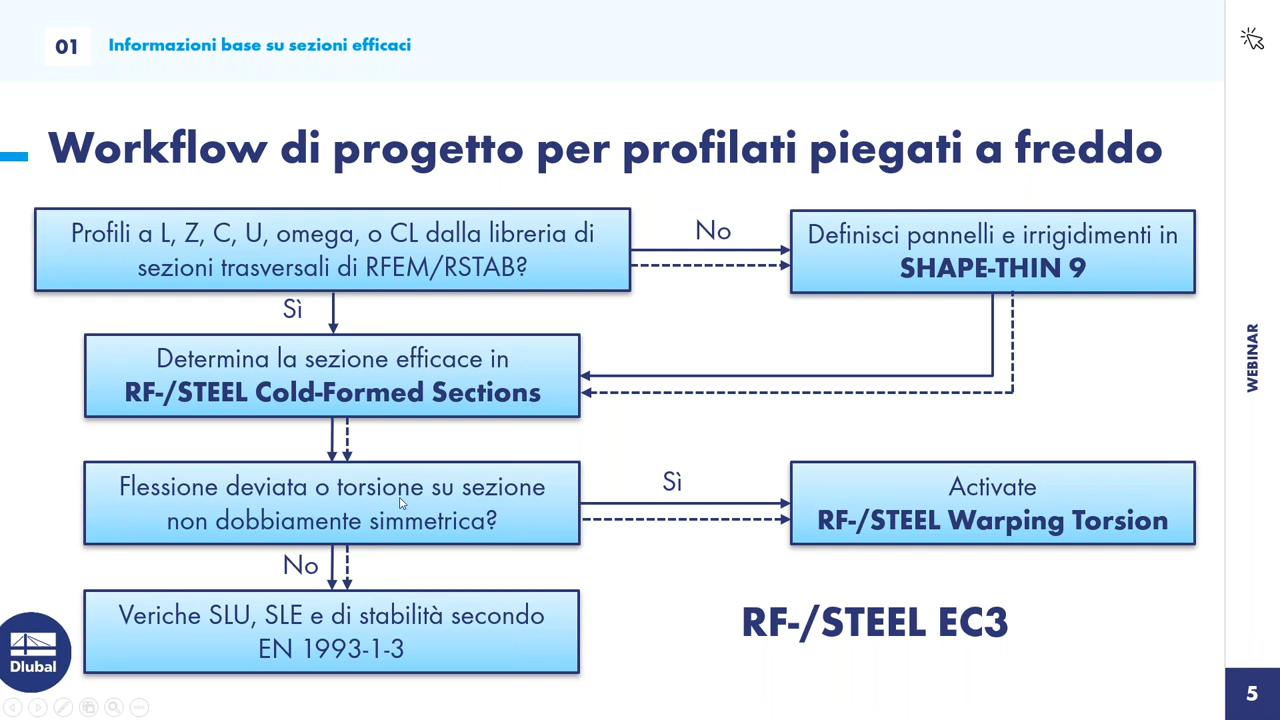 01
Informazioni base su sezioni efficaci
Workflow di progetto per profilati piegati a freddo
Profili a L, Z, C, U, omega, o CL dalla libreria di
sezioni trasversali di RFEM/RSTAB?
No
Definisci pannelli e irrigidimenti in
SHAPE-THIN 9
Sì
Determina la sezione efficace in
RF-/STEEL Cold-Formed Sections
Flessione deviata o torsione su sezione
non dobbiamente simmetrica?
Sì
Activate
RF-/STEEL Warping Torsion
No
Veriche SLU, SLE e di stabilità secondo
EN 1993-1-3
RF-/STEEL EC3
WEBINAR
Dlubal
5